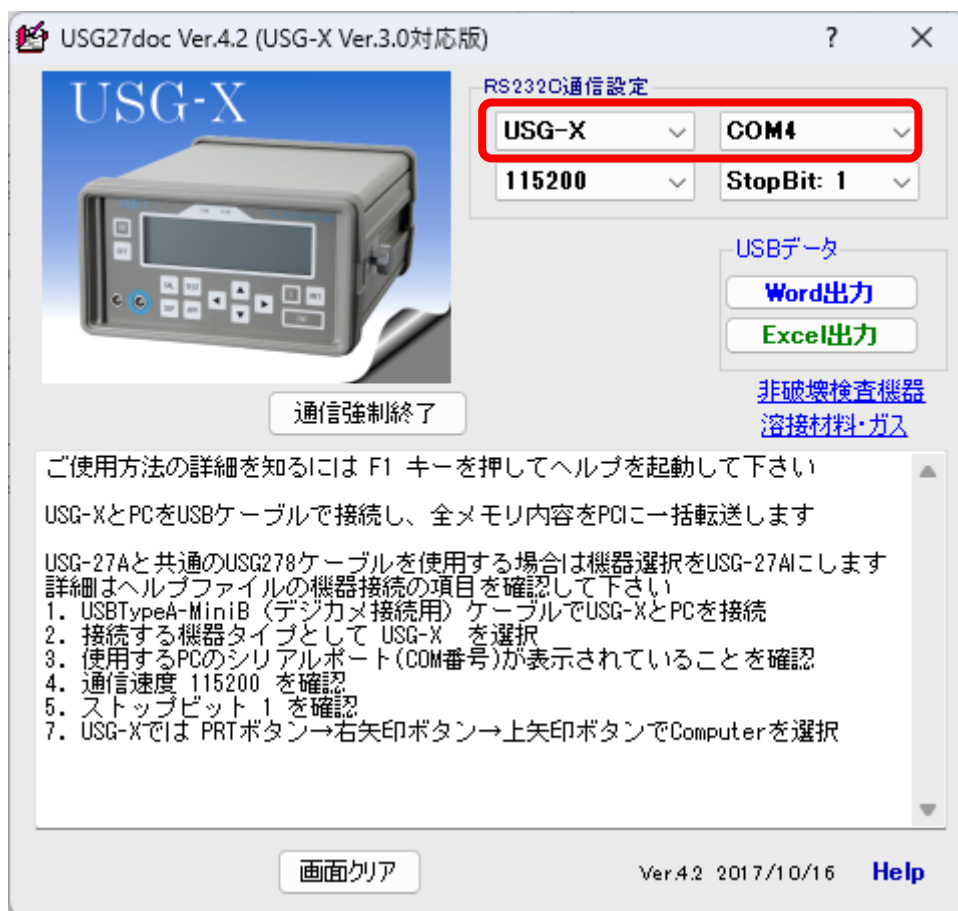 USG27doc Ver.4.2 (USG-X Ver.3.0対応版)
?
USG-X
RS232C通信設定
USG-X
COM4
115200
StopBit: 1
USBデータ
Word出力
Excel出力
非破壊検査機器
溶接材料・ガス
通信強制終了
ご使用方法の詳細を知るには F1 キーを押してヘルプを起動して下さい
USG-XとPCをUSBケーブルで接続し、全メモリ内容をPCに一括転送します
USG-27Aと共通のUSG278ケーブルを使用する場合は機器選択をUSG-27Aにします
詳細はヘルプファイルの機器接続の項目を確認して下さい
1. USBTypeA-MiniB（デジカメ接続用）ケーブルでUSG-XとPCを接続
2. 接続する機器タイプとして USG-X を選択
3. 使用するPCのシリアルポート(COM番号)が表示されていることを確認
4. 通信速度 115200 を確認
5. ストップビット 1 を確認
7. USG-Xでは PRTボタン→右矢印ボタン→上矢印ボタンでComputerを選択
画面クリア
Ver.4.2 2017/10/16
Help